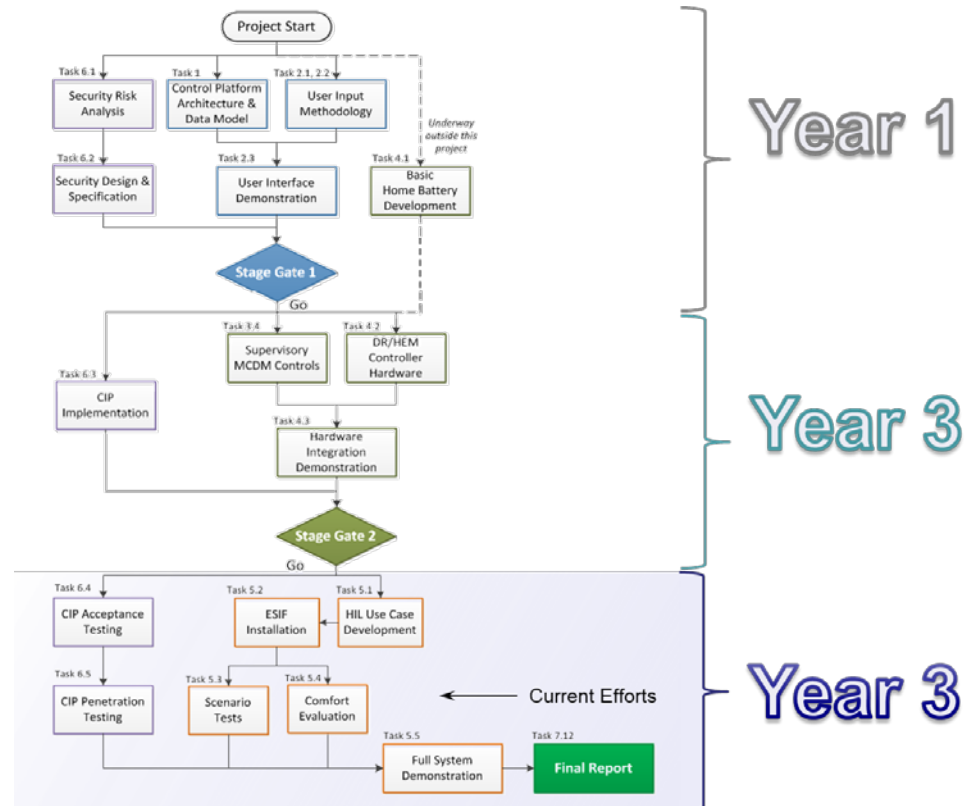 Project Start
Task 6.1
Task 1
Task 2.1, 2.2
Security Risk
Analysis
Control Platform
Architecture &
Data Model
User Input
Methodology
Underway
outside this
project
Year 1
Task 6.2
Task 2.3
Task 4.1
Security Design &
Specification
User Interface
Demonstration
Basic
Home Battery
Development
Stage Gate 1
Go
Task 3.4
Task 4.2
Supervisory
MCDM Controls
DR/HEM
Controller
Hardware
Task 6.3
CIP
Implementation
Year 3
Task 4.3
Hardware
Integration
Demonstration
Stage Gate 2
Go
Task 6.4
Task 5.2
Task 5.1
CIP Acceptance
Testing
ESIF
Installation
HIL Use Case
Development
Task 6.5
Task 5.3
Task 5.4
CIP Penetration
Testing
Scenario
Tests
Comfort
Evaluation
Current Efforts
Year 3
Task 5.5
Task 7.12
Full System
Demonstration
Final Report